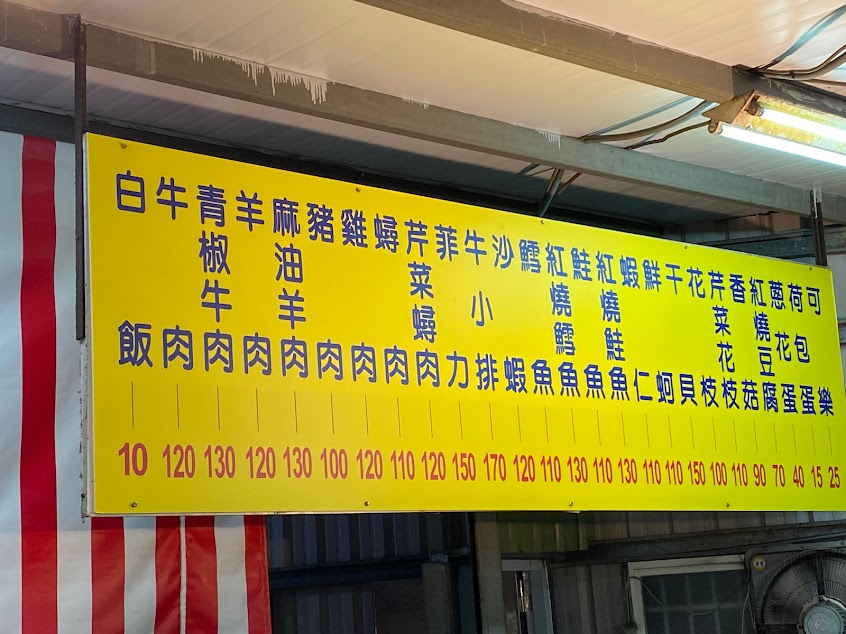 白飯 10
牛肉 120
青椒牛肉 130
羊肉 120
麻油羊肉 130
豬肉 100
雞肉 120
蟳肉 110
芹菜蟳肉 120
菲力 150
牛小排 170
沙蝦 120
鱈魚 110
紅燒鱈魚 130
鮭魚 110
紅燒鮭魚 130
蝦仁 110
鮮蚵 110
干貝 150
花枝 100
芹菜花枝 110
香菇 90
紅燒豆腐 70
蔥花蛋 40
荷包蛋 15
可樂 25